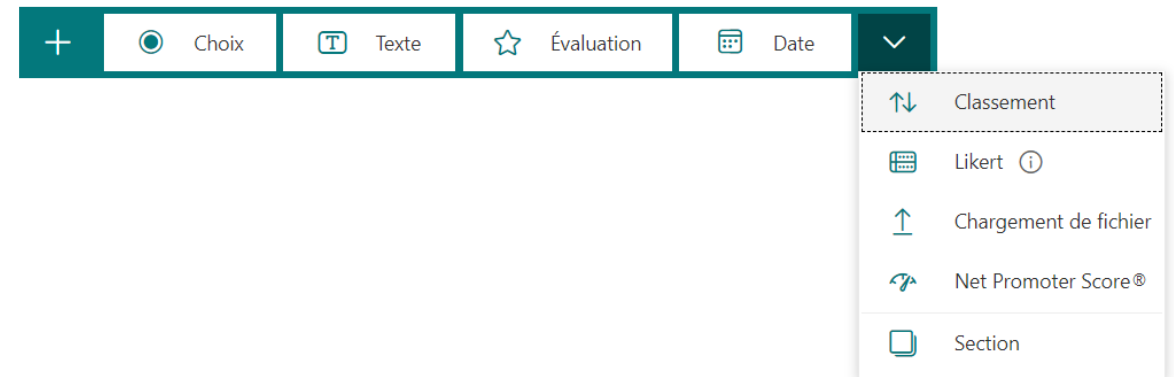 Choix Texte Évaluation Date
Classement
Likert
Chargement de fichier
Net Promoter Score®
Section